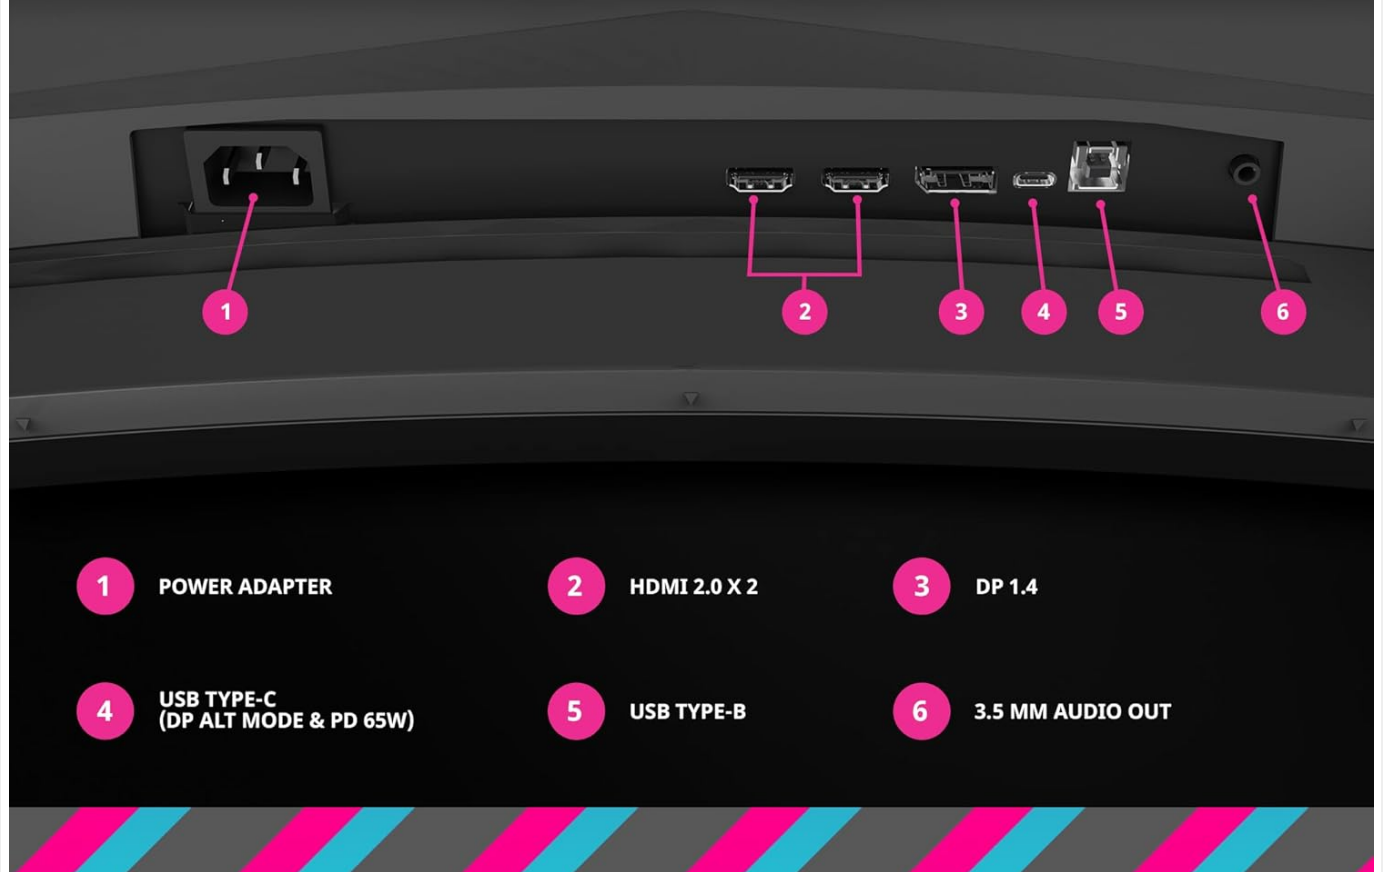 1
2
3
4
5
6
1 POWER ADAPTER
2 HDMI 2.0 X 2
3 DP 1.4
4 USB TYPE-C
(DP ALT MODE & PD 65W)
5 USB TYPE-B
6 3.5 MM AUDIO OUT